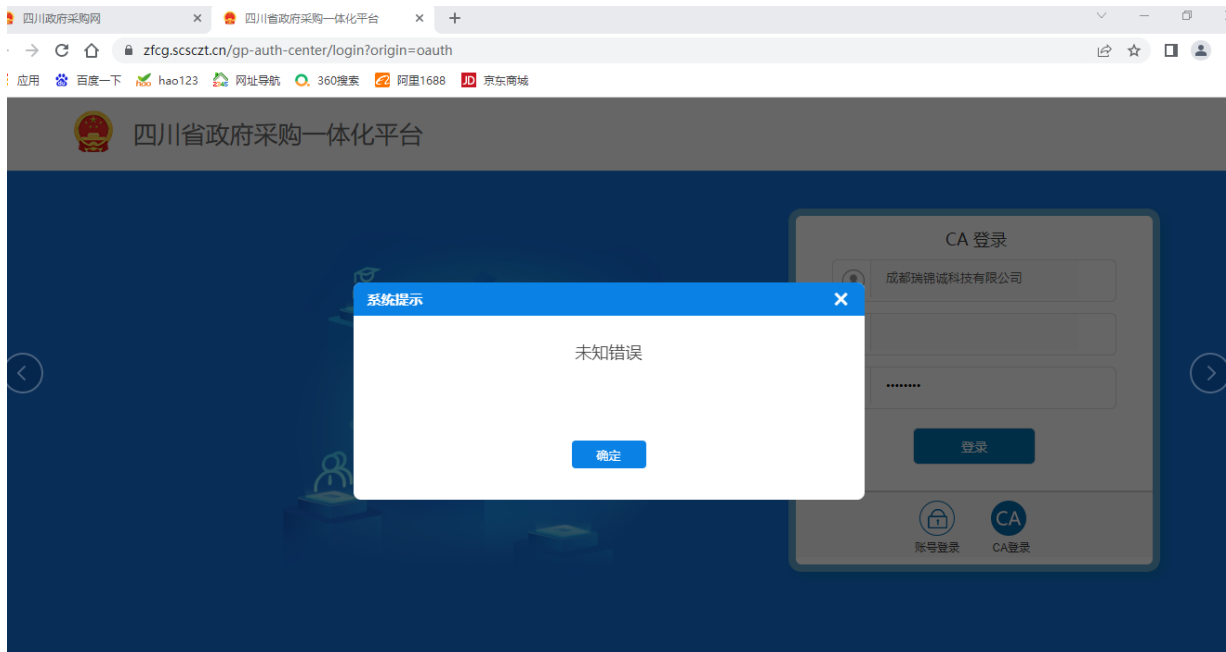 四川政府采购网
四川省政府采购一体化平台
zfcg.scsczt.cn/gp-auth-center/login?origin=oauth
应用 百度一下 hao123 网址导航 360搜索 阿里1688 JD 京东商城
四川省政府采购一体化平台
CA 登录
成都瑞锦诚科技有限公司
系统提示
未知错误
确定
登录
CA
账号登录 CA登录